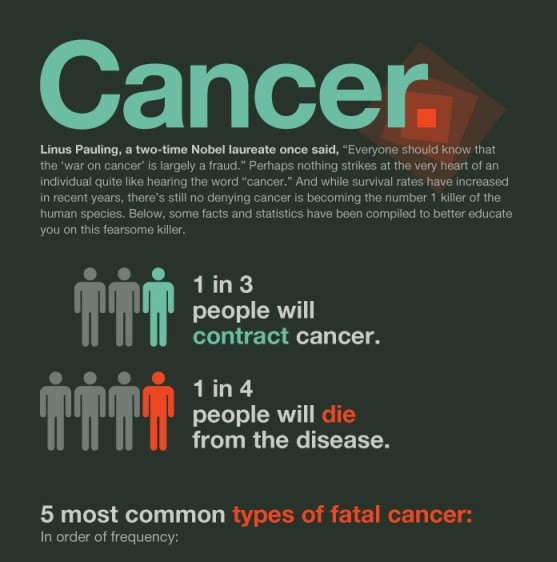 Cancer.
Linus Pauling, a two-time Nobel laureate once said, “Everyone should know that
the ‘war on cancer’ is largely a fraud.” Perhaps nothing strikes at the very heart of an
individual quite like hearing the word “cancer.” And while survival rates have increased
in recent years, there’s still no denying cancer is becoming the number 1 killer of the
human species. Below, some facts and statistics have been compiled to better educate
you on this fearsome killer.
1 in 3
people will
contract cancer.
1 in 4
people will die
from the disease.
5 most common types of fatal cancer:
In order of frequency: